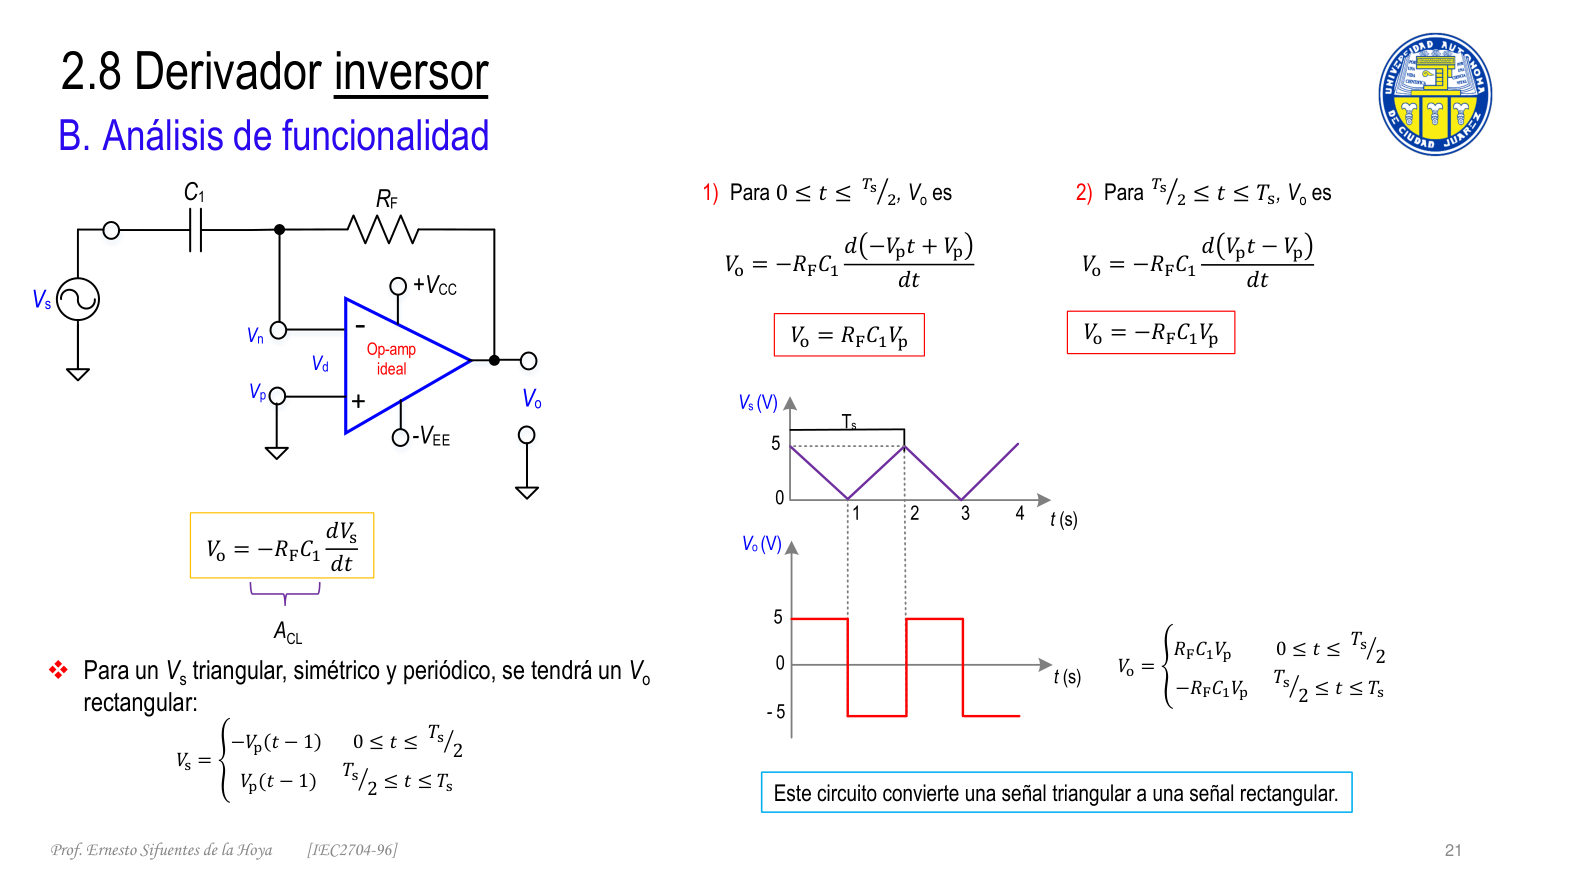 2.8 Derivador inversor
B. Análisis de funcionalidad
UNIVERSIDAD AUTONOMA
DE CIUDAD JUAREZ
C1
RF
Vs
+VCC
Vn
-
Op-amp
ideal
Vd
Vp
+
Vo
-VEE
Vo = −RFC1 dVs/dt
ACL
❖ Para un Vs triangular, simétrico y periódico, se tendrá un Vo
rectangular:
Vs = { −Vp(t − 1) 0 ≤ t ≤ Ts/2
Vp(t − 1) Ts/2 ≤ t ≤ Ts
1) Para 0 ≤ t ≤ Ts/2, Vo es
Vo = −RFC1 d(−Vpt + Vp)/dt
Vo = RFC1Vp
2) Para Ts/2 ≤ t ≤ Ts, Vo es
Vo = −RFC1 d(Vpt − Vp)/dt
Vo = −RFC1Vp
Vs (V)
Ts
5
0
1 2 3 4 t (s)
Vo (V)
5
0
t (s)
- 5
Vo = { RFC1Vp 0 ≤ t ≤ Ts/2
−RFC1Vp Ts/2 ≤ t ≤ Ts
Este circuito convierte una señal triangular a una señal rectangular.
Prof. Ernesto Sifuentes de la Hoya [IEC2704-96]
21